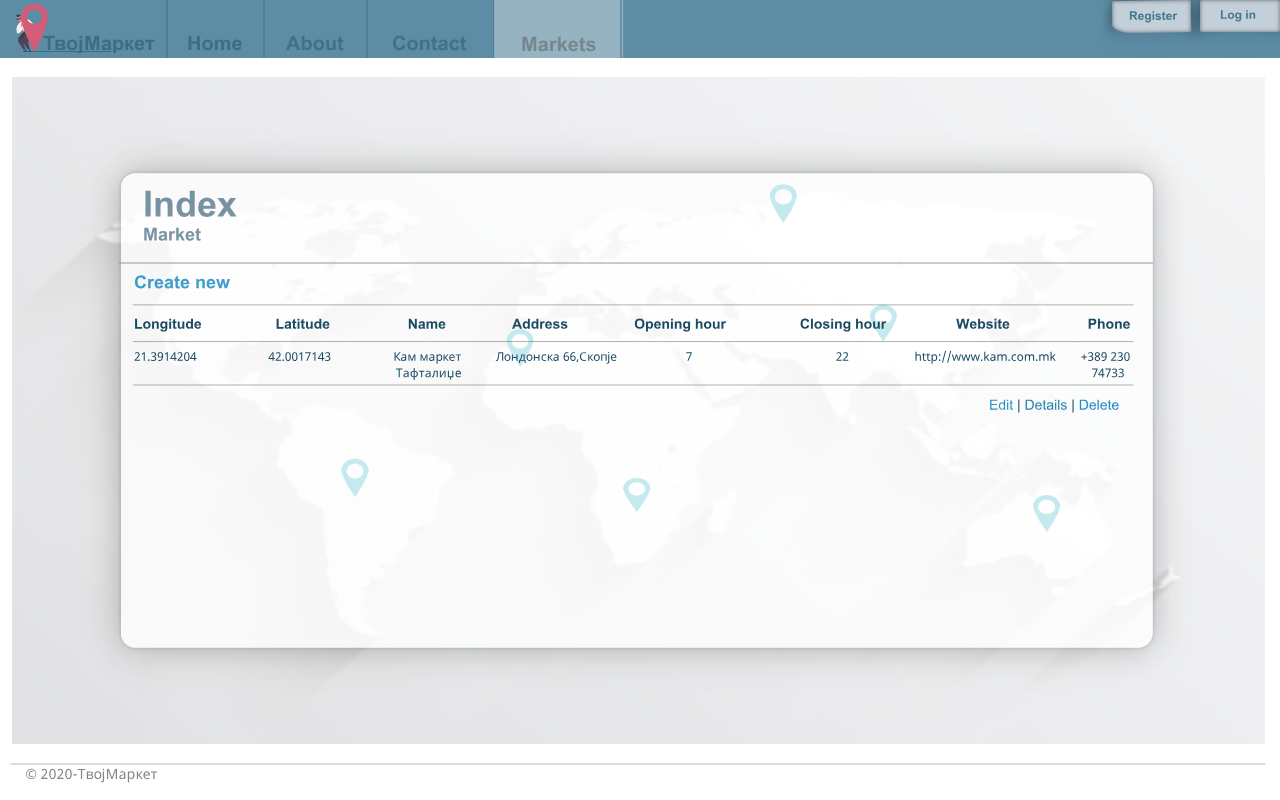 ТвојМаркет Home About Contact Markets Register Log in
Index
Market
Create new
Longitude Latitude Name Address Opening hour Closing hour Website Phone
21.3914204 42.0017143 Кам маркет Лондонска 66,Скопје 7 22 http://www.kam.com.mk +389 230
Тафталиџе 74733
Edit | Details | Delete
© 2020-ТвојМаркет